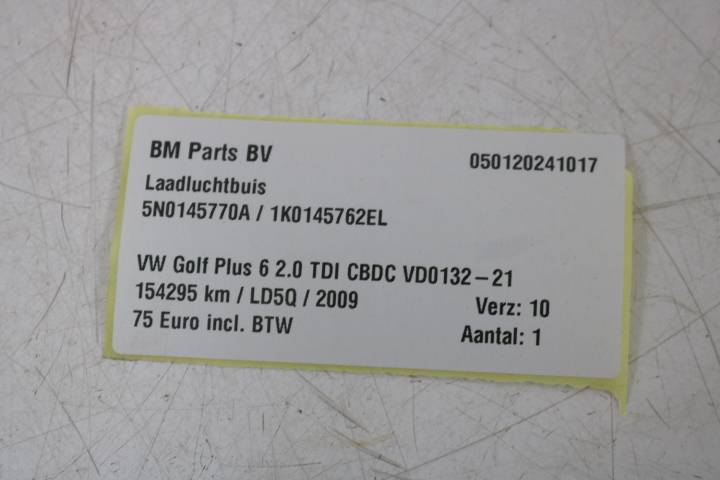 BM Parts BV 050120241017
Laadluchtbuis
5N0145770A / 1K0145762EL
VW Golf Plus 6 2.0 TDI CBDC VD0132-21
154295 km / LD5Q / 2009 Verz: 10
75 Euro incl. BTW Aantal: 1